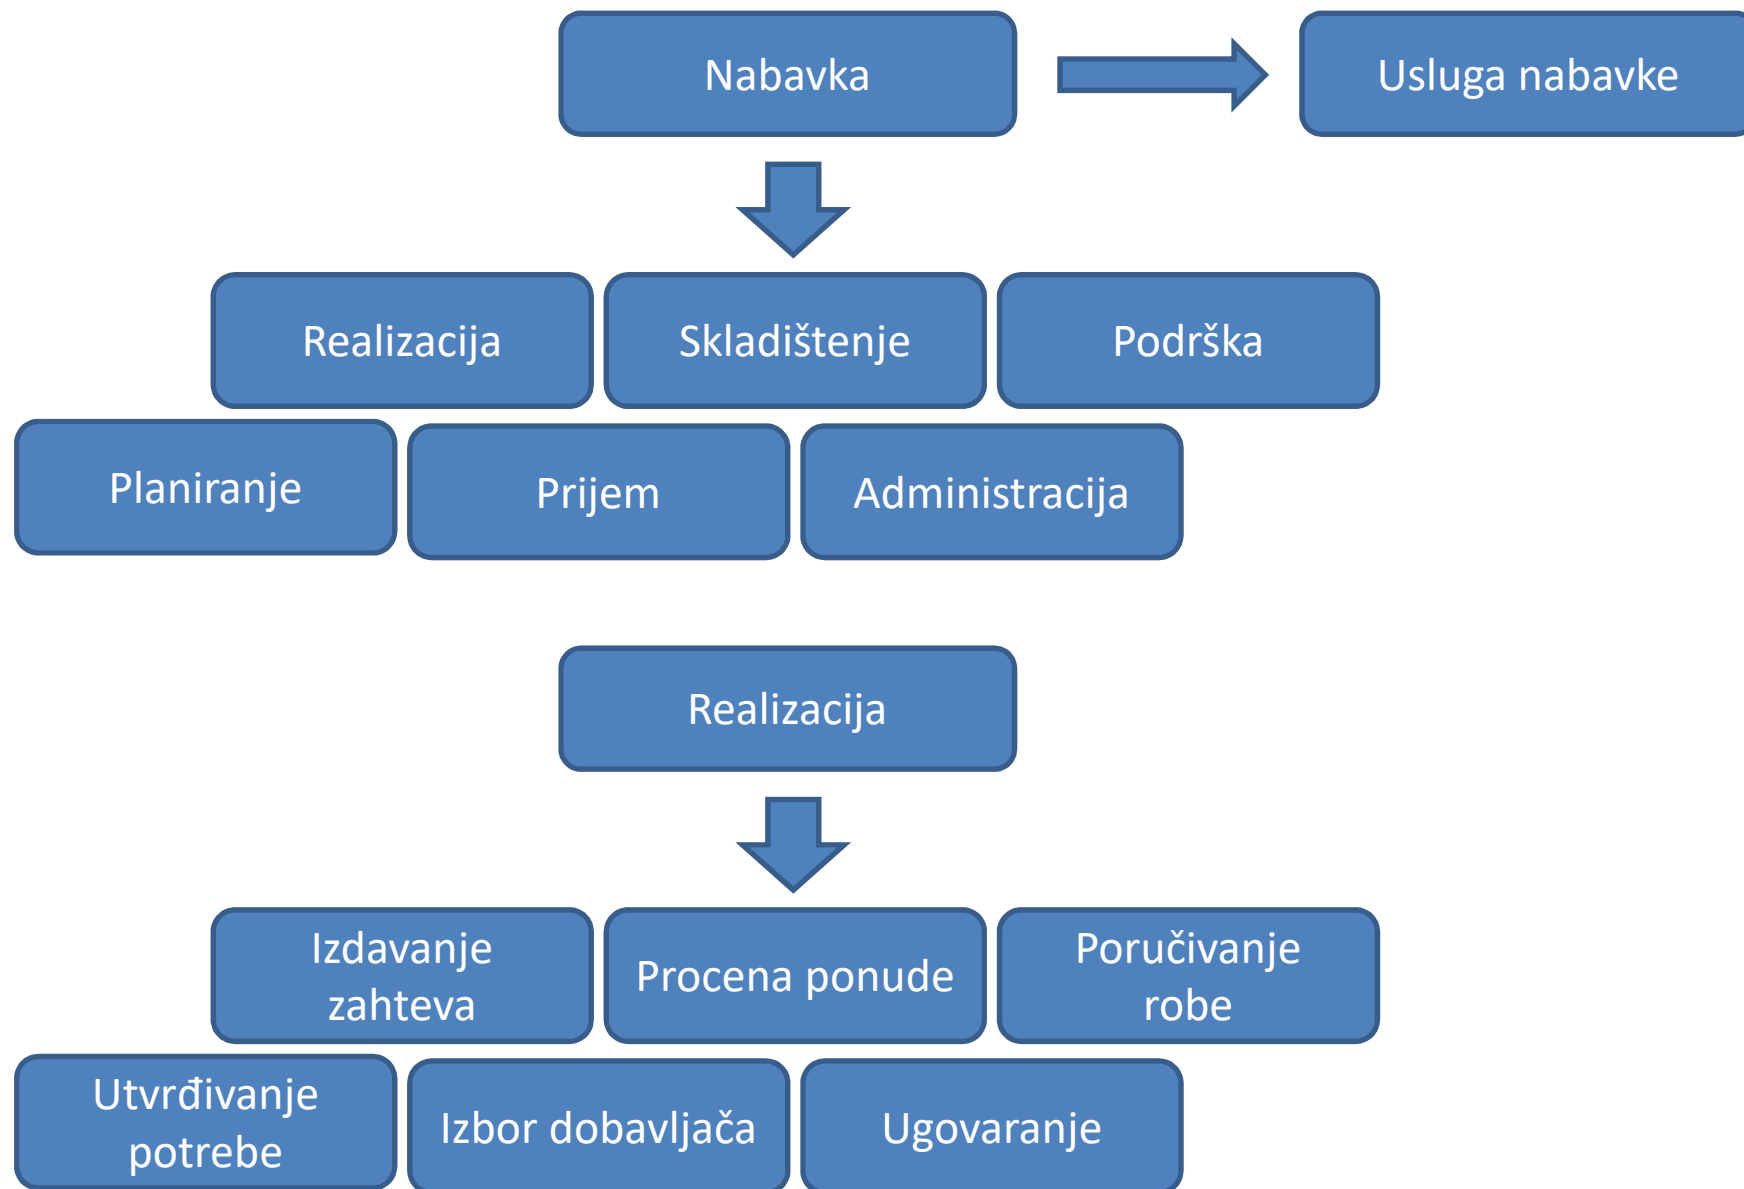 Nabavka
Usluga nabavke
Realizacija
Skladištenje
Podrška
Planiranje
Prijem
Administracija
Realizacija
Izdavanje
zahteva
Procena ponude
Poručivanje
robe
Utvrđivanje
potrebe
Izbor dobavljača
Ugovaranje